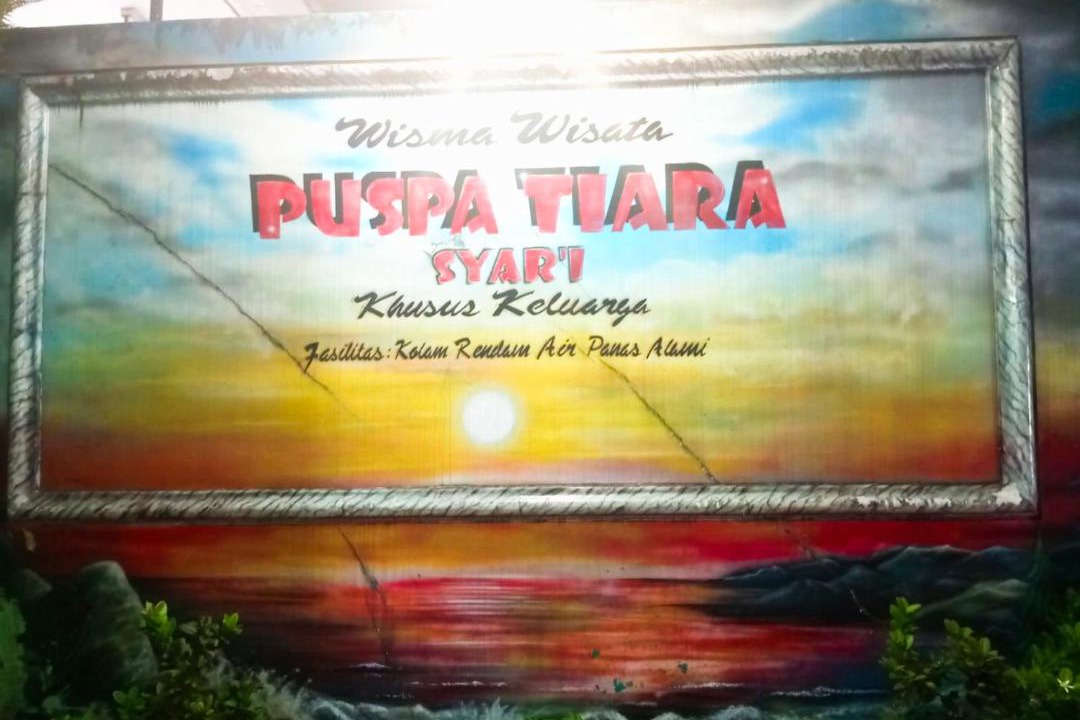 Wisma Wisata
PUSPA TIARA
SYAR'I
Khusus Keluarga
Fasilitas: Kolam Rendam Air Panas Alami